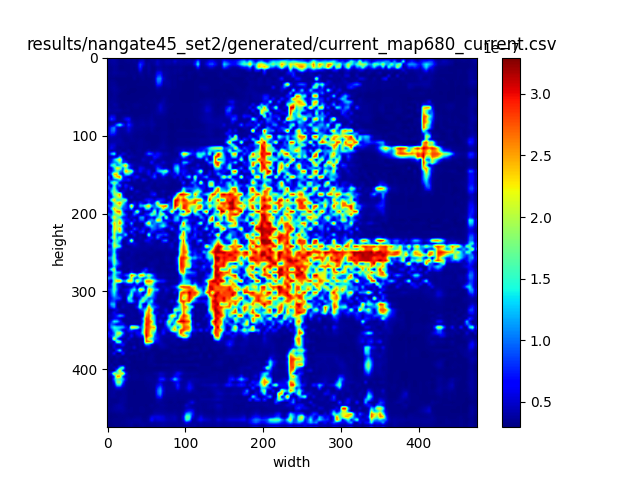 results/nangate45_set2/generated/current_map680_current.csv
1e−7
0
100
200
300
400
height
0 100 200 300 400
width
3.0
2.5
2.0
1.5
1.0
0.5